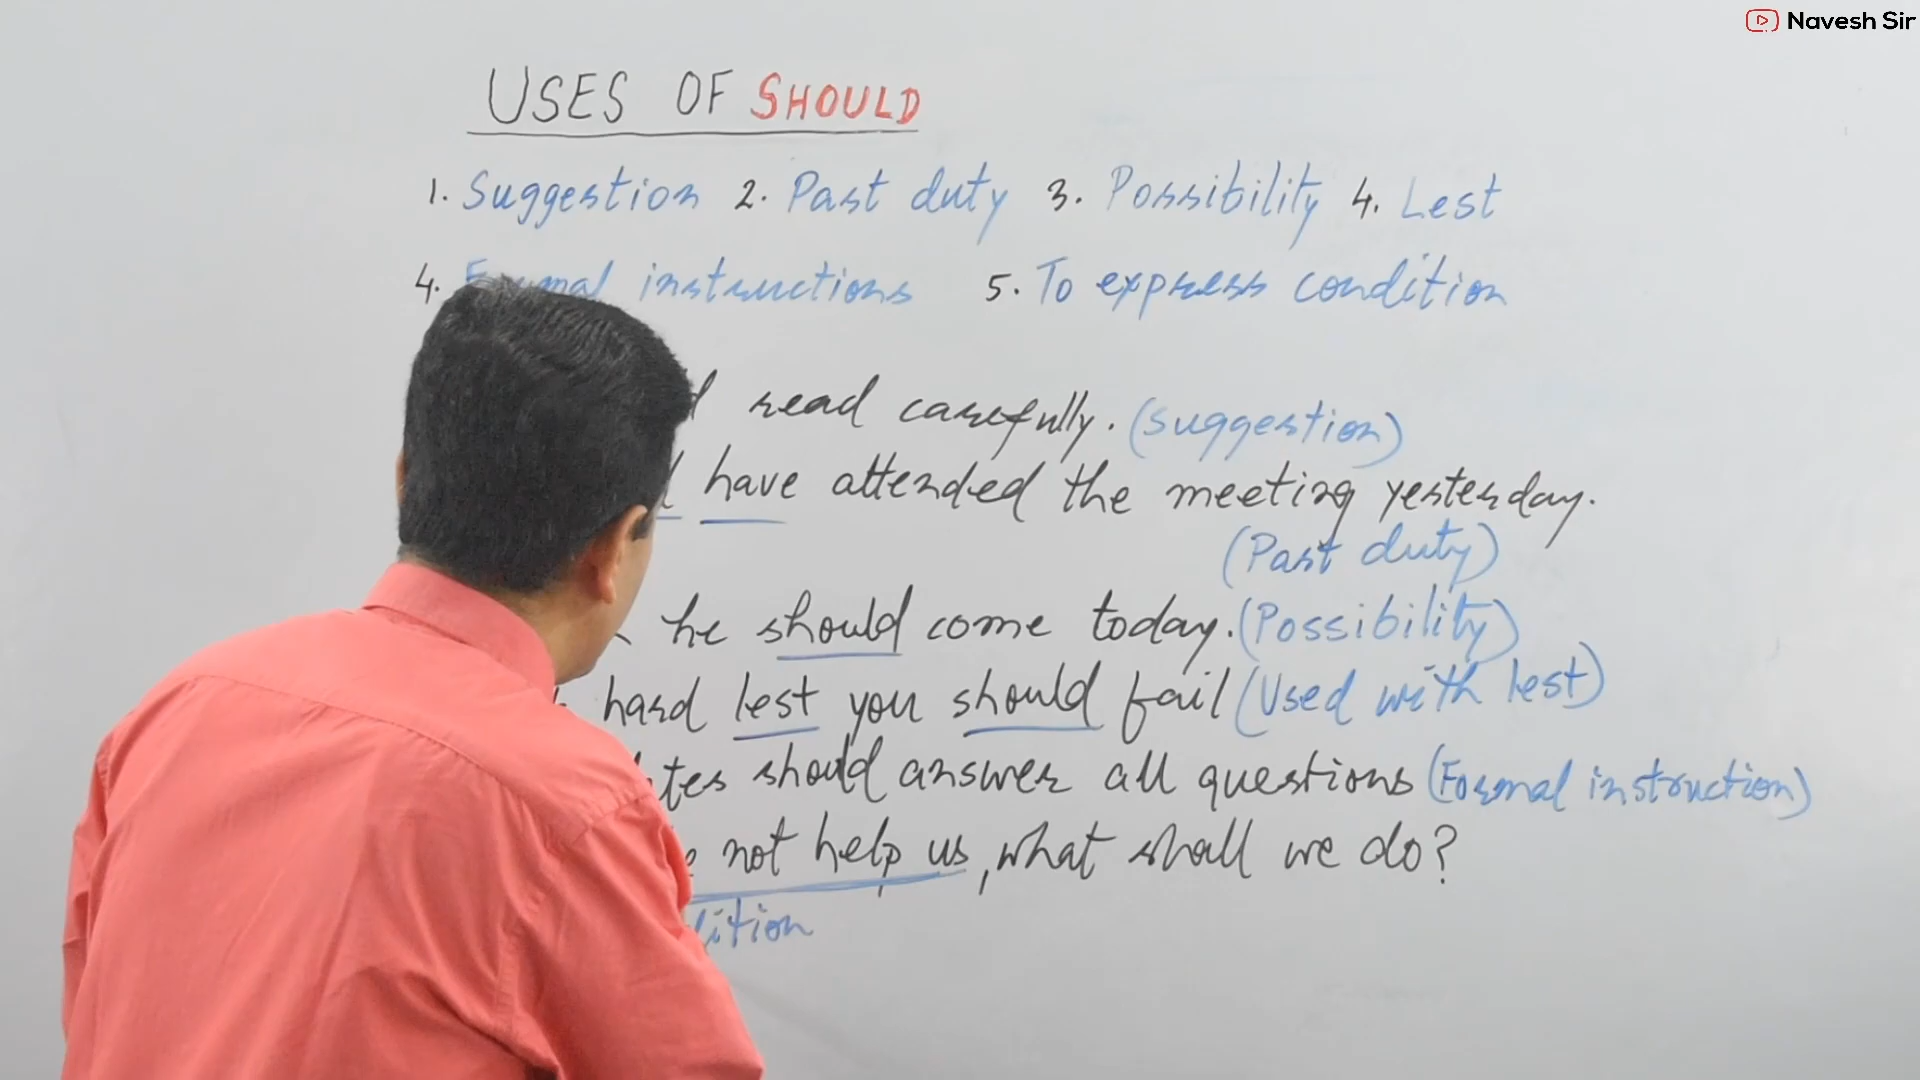 Navesh Sir
USES OF SHOULD
1. Suggestion 2. Past duty 3. Possibility 4. Lest
4. instructions 5. To express condition
read carefully. (suggestion)
have attended the meeting yesterday.
(Past duty)
he should come today. (Possibility)
hard lest you should fail (Used with lest)
should answer all questions (Formal instruction)
not help us, what shall we do?